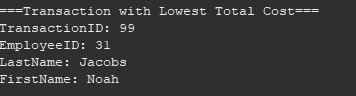 ===Transaction with Lowest Total Cost===
TransactionID: 99
EmployeeID: 31
LastName: Jacobs
FirstName: Noah